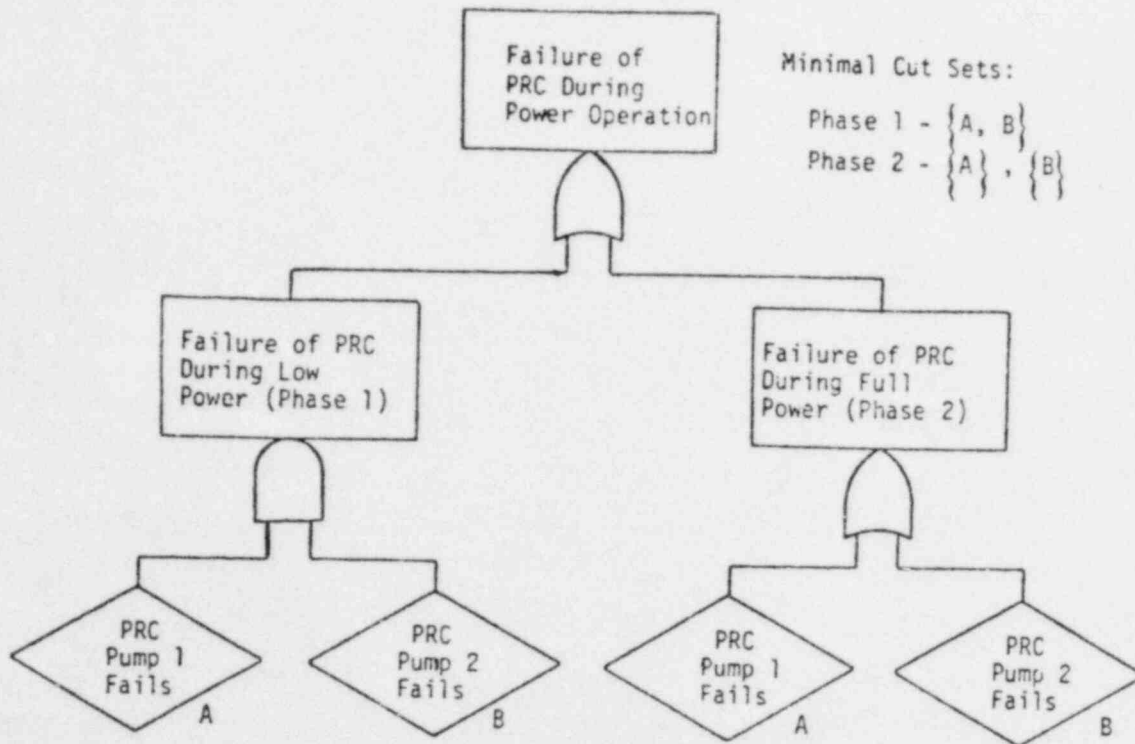 Failure of
PRC During
Power Operation
Minimal Cut Sets:
Phase 1 - {A, B}
Phase 2 - {A} , {B}
Failure of PRC
During Low
Power (Phase 1)
Failure of PRC
During Full
Power (Phase 2)
PRC
Pump 1
Fails
A
PRC
Pump 2
Fails
B
PRC
Pump 1
Fails
A
PRC
Pump 2
Fails
B